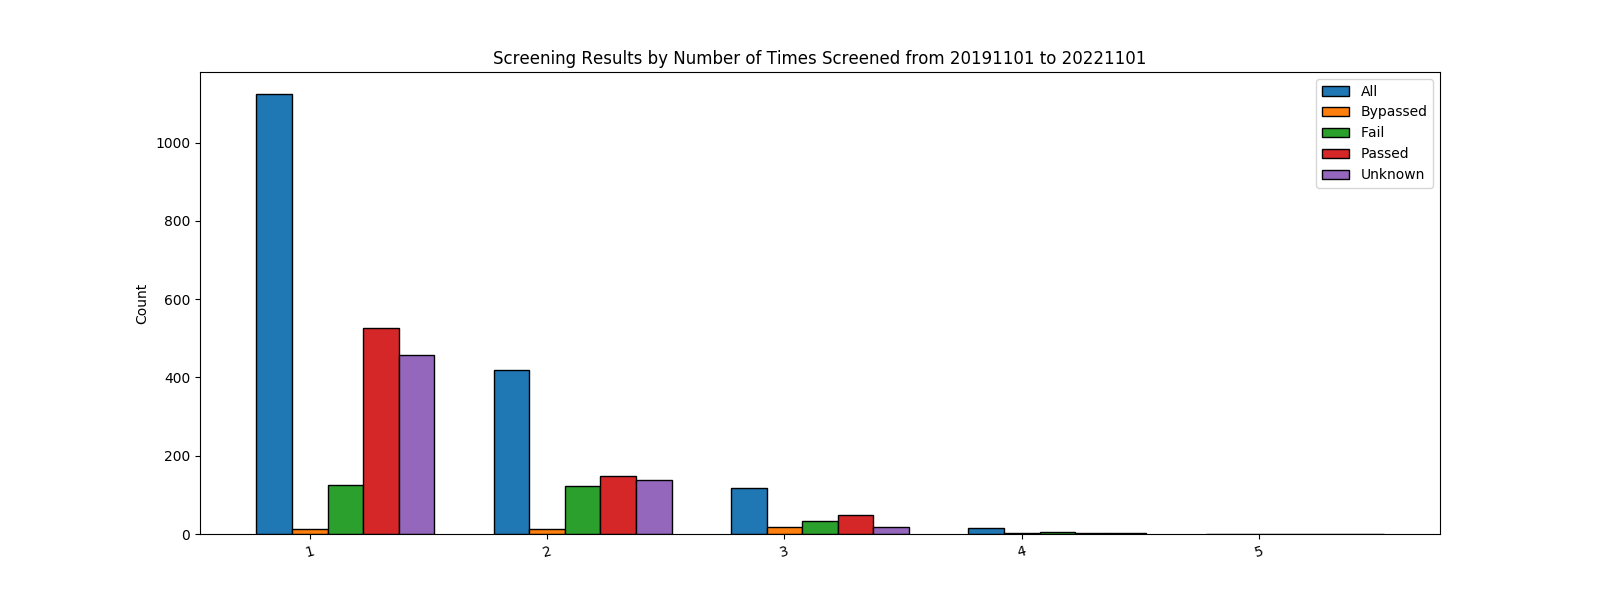 Screening Results by Number of Times Screened from 20191101 to 20221101
All
Bypassed
Fail
Passed
Unknown
1000
800
600
400
200
0
Count
1
2
3
4
5